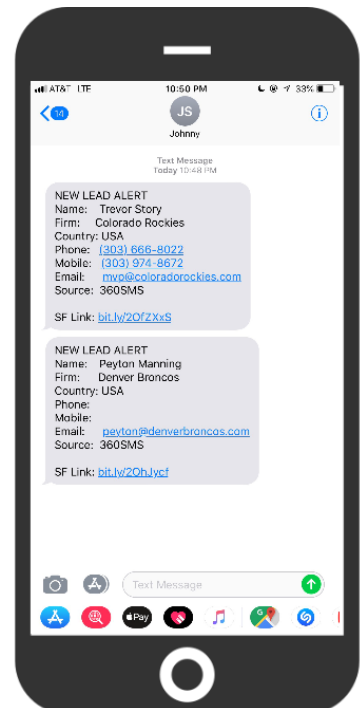 AT&T LTE 10:50 PM 33%
14
JS
Johnny
Text Message
Today 10:48 PM
NEW LEAD ALERT
Name: Trevor Story
Firm: Colorado Rockies
Country: USA
Phone: (303) 666-8022
Mobile: (303) 974-8672
Email: mvp@coloradorockies.com
Source: 360SMS
SF Link: bit.ly/2OfZXxS
NEW LEAD ALERT
Name: Peyton Manning
Firm: Denver Broncos
Country: USA
Phone:
Mobile:
Email: peyton@denverbroncos.com
Source: 360SMS
SF Link: bit.ly/2OhJycf
Text Message
Pay